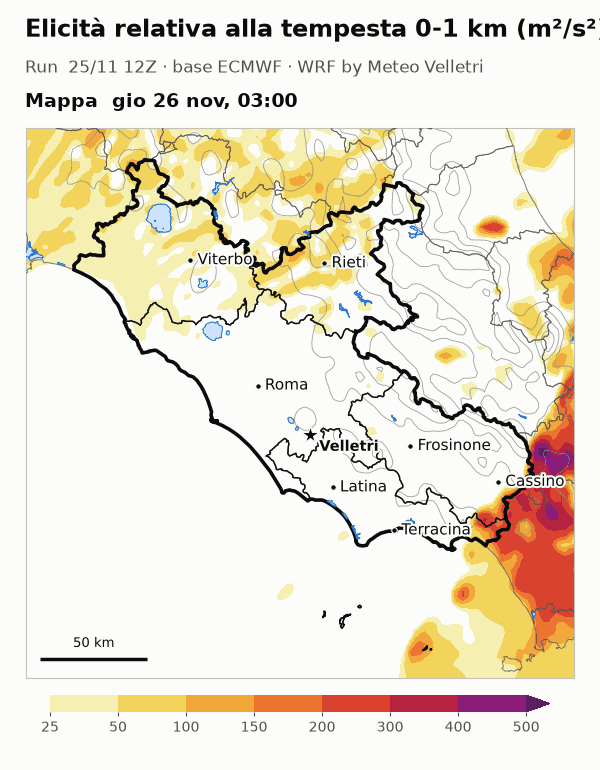 Elicità relativa alla tempesta 0-1 km (m²/s²)
Run 25/11 12Z · base ECMWF · WRF by Meteo Velletri
Mappa gio 26 nov, 03:00
Viterbo
Rieti
Roma
Velletri
Frosinone
Cassino
Latina
Terracina
50 km
25 50 100 150 200 300 400 500